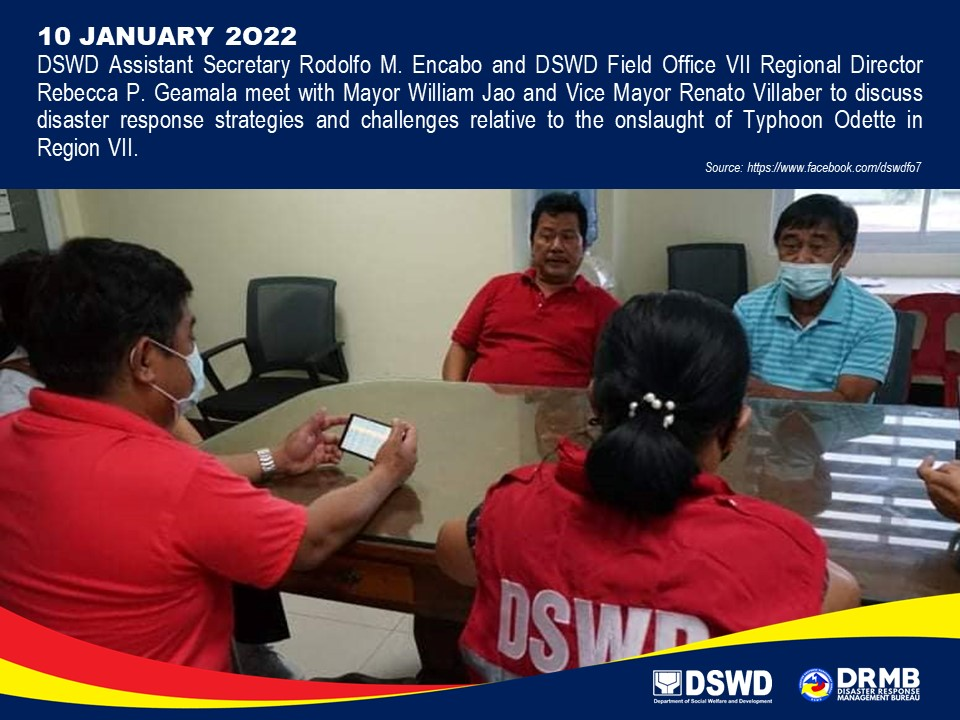 10 JANUARY 2O22
DSWD Assistant Secretary Rodolfo M. Encabo and DSWD Field Office VII Regional Director
Rebecca P. Geamala meet with Mayor William Jao and Vice Mayor Renato Villaber to discuss
disaster response strategies and challenges relative to the onslaught of Typhoon Odette in
Region VII.
Source: https://www.facebook.com/dswdfo7
DSWD
DSWD
Department of Social Welfare and Development
DRMB
DISASTER RESPONSE
MANAGEMENT BUREAU